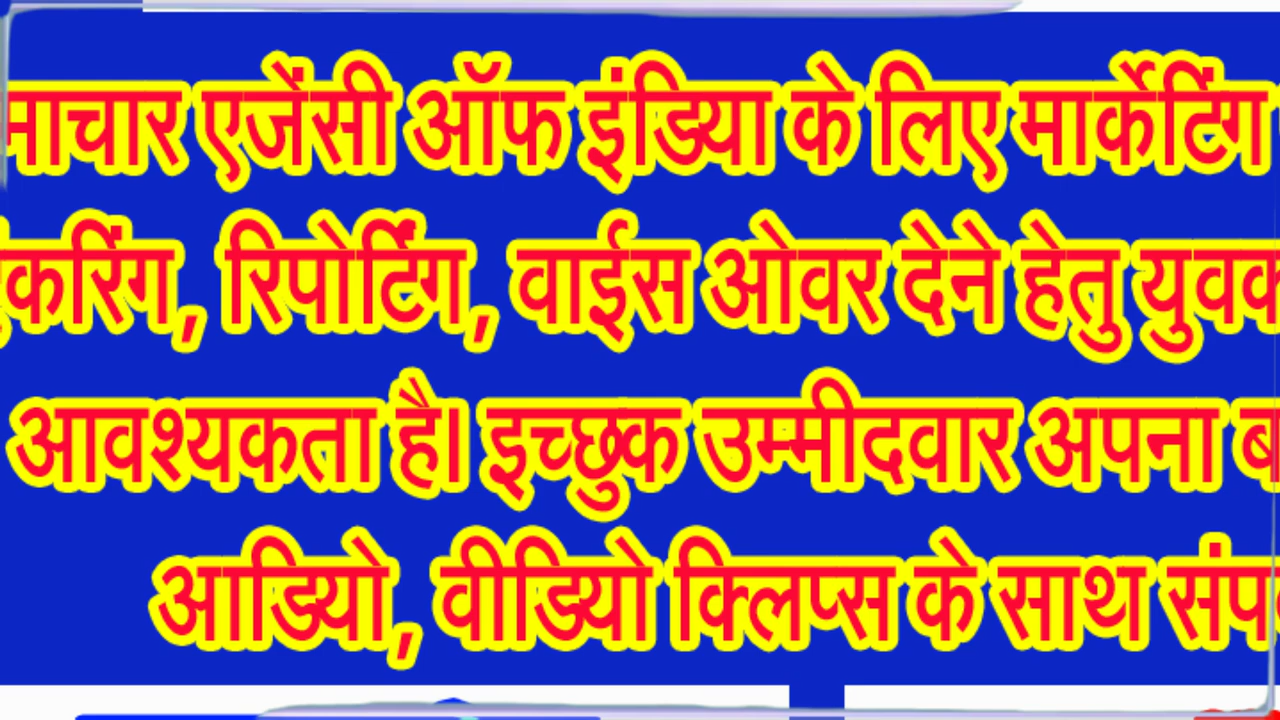 माचार एजेंसी ऑफ इंडिया के लिए मार्केटिंग
करिंग, रिपोर्टिंग, वाईस ओवर देने हेतु युवक
आवश्यकता है। इच्छुक उम्मीदवार अपना ब
आडियो, वीडियो क्लिप्स के साथ संप